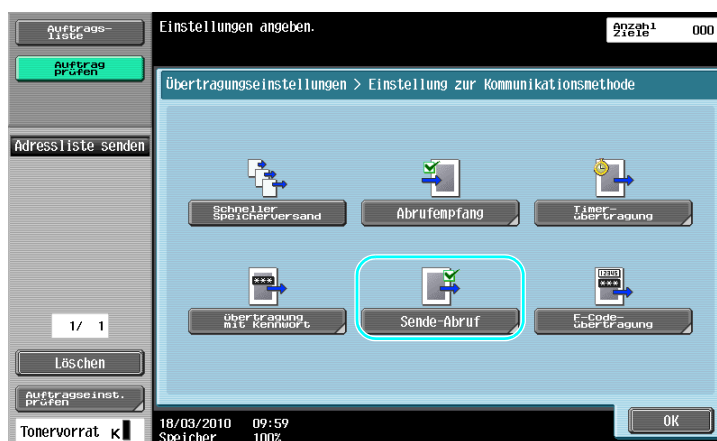 Auftrags-
liste
Einstellungen angeben.
Anzahl
Ziele
000
Auftrag
prüfen
Übertragungseinstellungen > Einstellung zur Kommunikationsmethode
Adressliste senden
Schneller
Speicherversand
Abrufempfang
Timer-
übertragung
***
12345
***
Übertragung
mit Kennwort
Sende-Abruf
F-Code-
übertragung
1/ 1
Löschen
Auftragseinst.
prüfen
OK
Tonervorrat K
18/03/2010 09:59
Speicher 100%